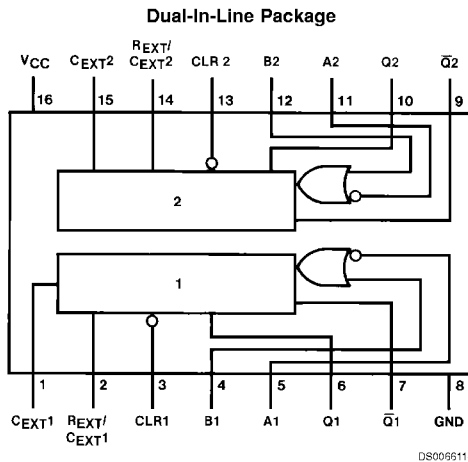 Dual-In-Line Package
VCC CEXT2 REXT/ CEXT2 CLR 2 B2 A2 Q2 Q̅2
16 15 14 13 12 11 10 9
2
1
1 2 3 4 5 6 7 8
CEXT1 REXT/ CEXT1 CLR1 B1 A1 Q1 Q̅1 GND
DS006611